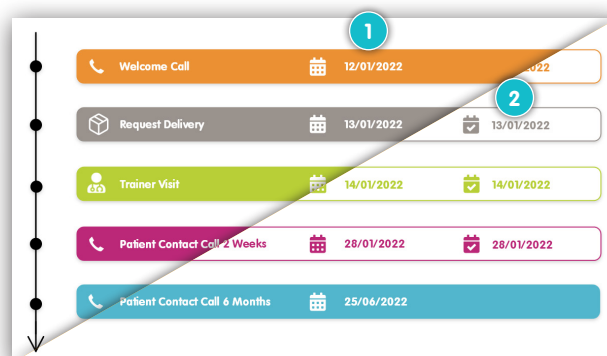 1
Welcome Call 12/01/2022 2022
2
Request Delivery 13/01/2022 13/01/2022
Trainer Visit 14/01/2022 14/01/2022
Patient Contact Call 2 Weeks 28/01/2022 28/01/2022
Patient Contact Call 6 Months 25/06/2022